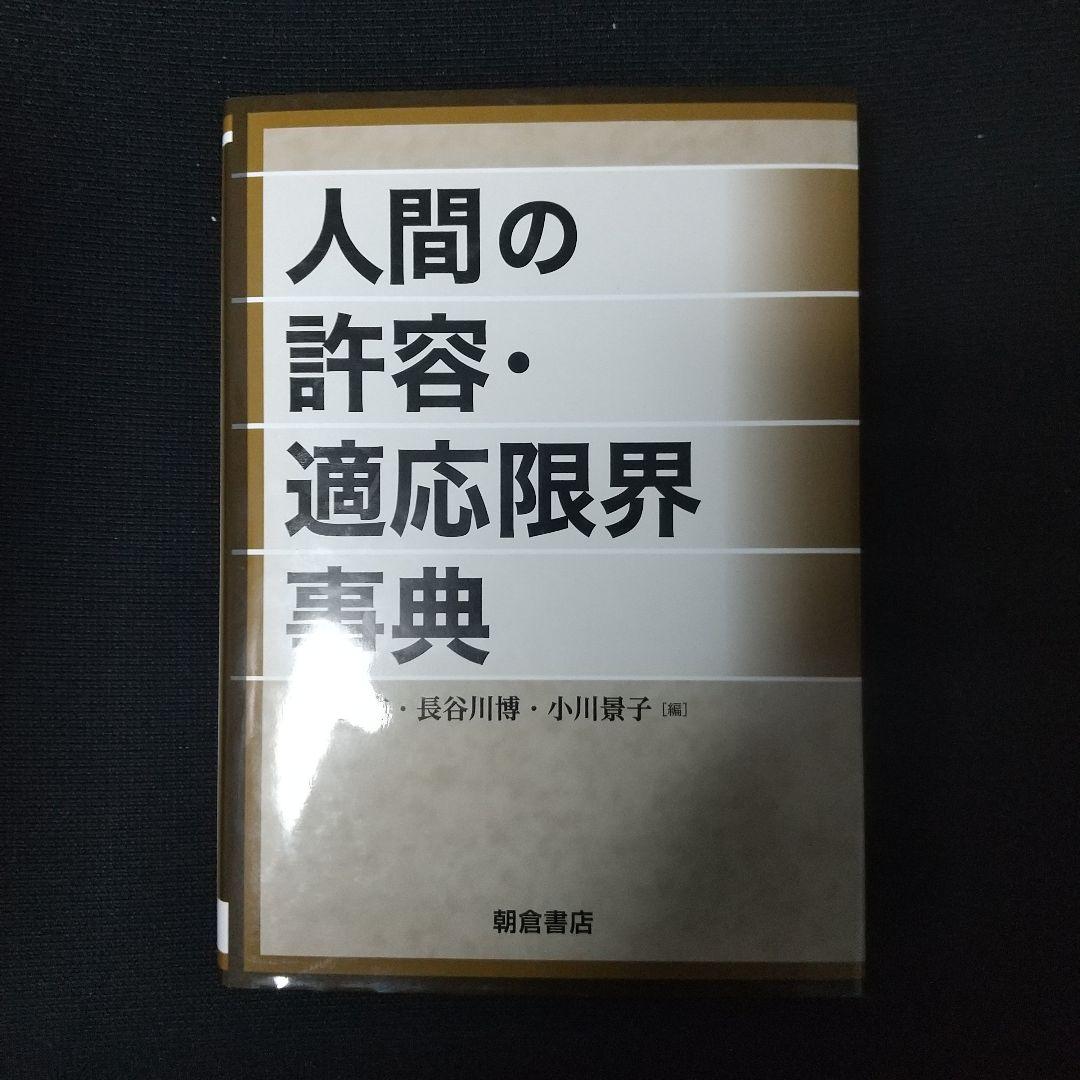 人間の
許容・
適応限界
事典
・長谷川博・小川景子[編]
朝倉書店